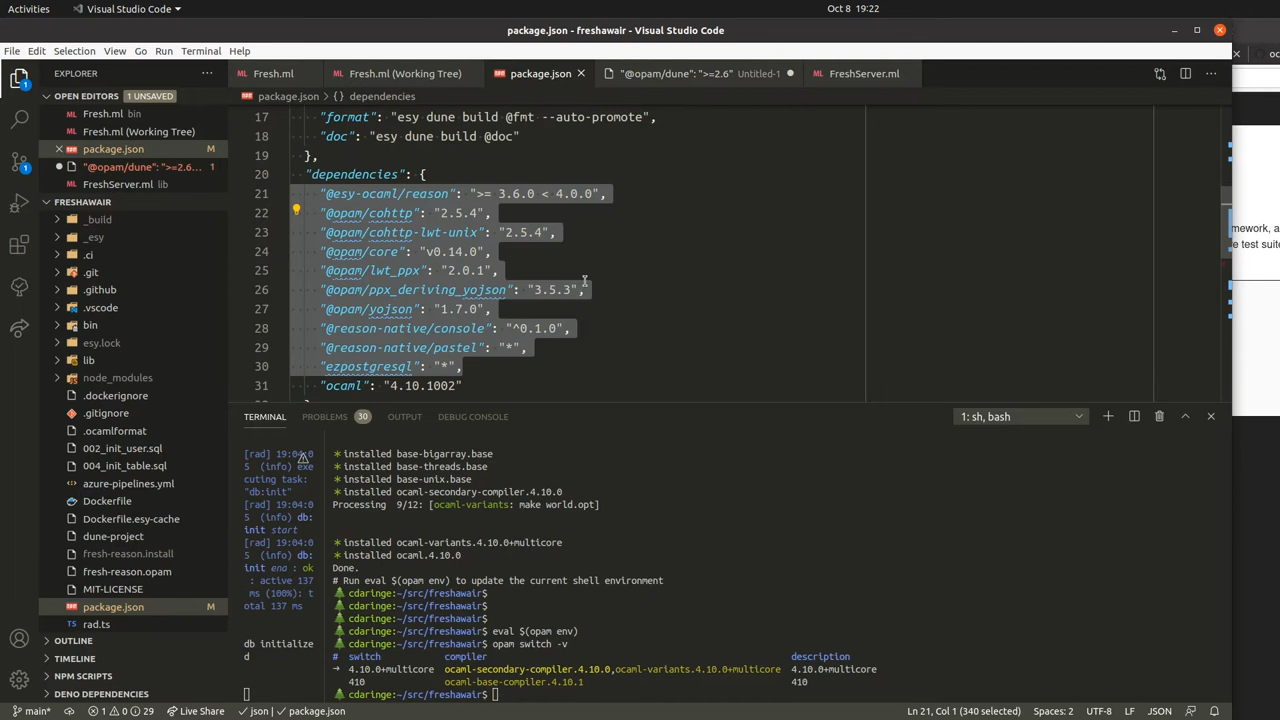 Activities
Visual Studio Code
Oct 8 19:22
package.json - freshawair - Visual Studio Code
File Edit Selection View Go Run Terminal Help
EXPLORER
Fresh.ml
Fresh.ml (Working Tree)
package.json
"@opam/dune": ">=2.6" Untitled-1
FreshServer.ml
OPEN EDITORS 1 UNSAVED
Fresh.ml bin
Fresh.ml (Working Tree)
package.json M
"@opam/dune": ">=2.6... 1
FreshServer.ml lib
FRESHAWAIR
_build
_esy
.ci
.git
.github
.vscode
bin
esy.lock
lib
node_modules
.dockerignore
.gitignore
.ocamlformat
002_init_user.sql
004_init_table.sql
azure-pipelines.yml
Dockerfile
Dockerfile.esy-cache
dune-project
fresh-reason.install
fresh-reason.opam
MIT-LICENSE
package.json M
rad.ts
OUTLINE
TIMELINE
NPM SCRIPTS
DENO DEPENDENCIES
package.json > {} dependencies
17 "format": "esy dune build @fmt --auto-promote",
18 "doc": "esy dune build @doc"
19 },
20 "dependencies": {
21 "@esy-ocaml/reason": ">= 3.6.0 < 4.0.0",
22 "@opam/cohttp": "2.5.4",
23 "@opam/cohttp-lwt-unix": "2.5.4",
24 "@opam/core": "v0.14.0",
25 "@opam/lwt_ppx": "2.0.1",
26 "@opam/ppx_deriving_yojson": "3.5.3",
27 "@opam/yojson": "1.7.0",
28 "@reason-native/console": "^0.1.0",
29 "@reason-native/pastel": "*",
30 "ezpostgresql": "*",
31 "ocaml": "4.10.1002"
TERMINAL PROBLEMS 30 OUTPUT DEBUG CONSOLE
1: sh, bash
[rad] 19:04:0
5 (info) exe
cuting task:
"db:init"
[rad] 19:04:0
5 (info) db:
init start
[rad] 19:04:0
5 (info) db:
init ena : ok
: active 137
ms (100%): t
otal 137 ms
db initialize
d
* installed base-bigarray.base
* installed base-threads.base
* installed base-unix.base
* installed ocaml-secondary-compiler.4.10.0
Processing 9/12: [ocaml-variants: make world.opt]
* installed ocaml-variants.4.10.0+multicore
* installed ocaml.4.10.0
Done.
# Run eval $(opam env) to update the current shell environment
cdaringe:~/src/freshawair$
cdaringe:~/src/freshawair$
cdaringe:~/src/freshawair$
cdaringe:~/src/freshawair$ eval $(opam env)
cdaringe:~/src/freshawair$ opam switch -v
# switch compiler description
→ 4.10.0+multicore ocaml-secondary-compiler.4.10.0,ocaml-variants.4.10.0+multicore 4.10.0+multicore
410 ocaml-base-compiler.4.10.1 410
cdaringe:~/src/freshawair$
oc
mework, a
e test suite
main* 1 0 29 Live Share json | package.json
Ln 21, Col 1 (340 selected) Spaces: 2 UTF-8 LF JSON